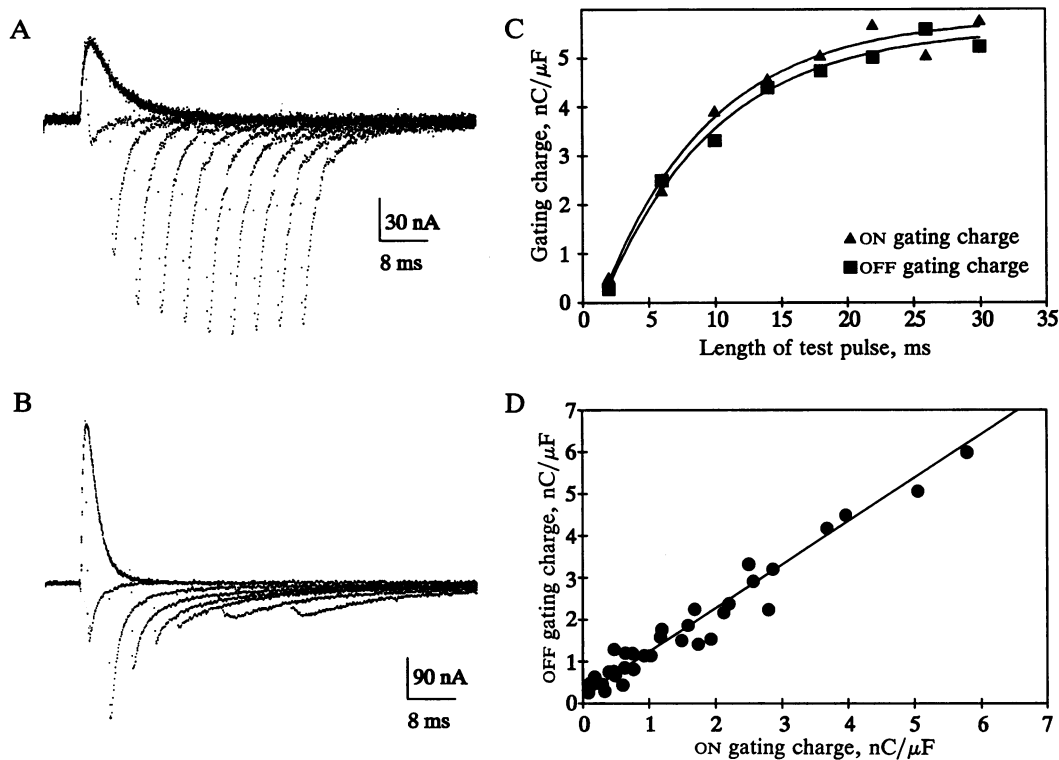 A
30 nA
8 ms
B
90 nA
8 ms
C
Gating charge, nC/μF
5
4
3
2
1
0
▲ ON gating charge
■ OFF gating charge
0 5 10 15 20 25 30 35
Length of test pulse, ms
D
OFF gating charge, nC/μF
7
6
5
4
3
2
1
0
0 1 2 3 4 5 6 7
ON gating charge, nC/μF